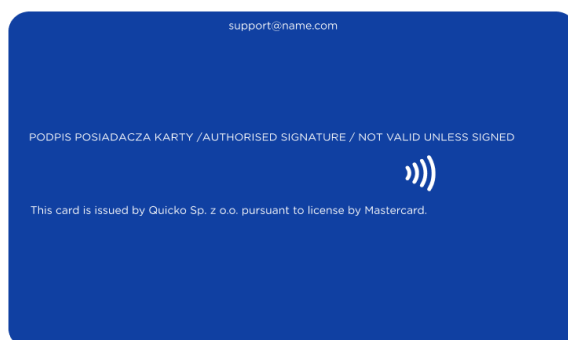 support@name.com
PODPIS POSIADACZA KARTY /AUTHORISED SIGNATURE / NOT VALID UNLESS SIGNED
This card is issued by Quicko Sp. z o.o. pursuant to license by Mastercard.